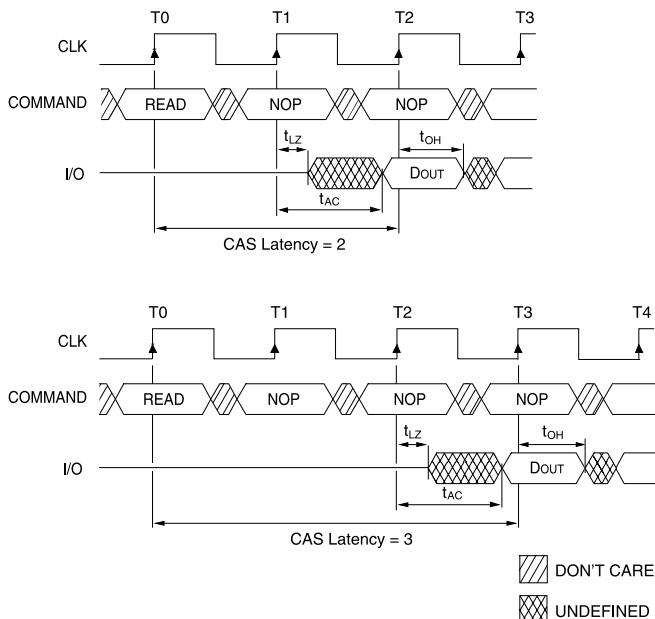 T0 T1 T2 T3
CLK
COMMAND READ NOP NOP
tLZ tOH
I/O DOUT
tAC
CAS Latency = 2
T0 T1 T2 T3 T4
CLK
COMMAND READ NOP NOP NOP
tLZ tOH
I/O DOUT
tAC
CAS Latency = 3
DON'T CARE
UNDEFINED